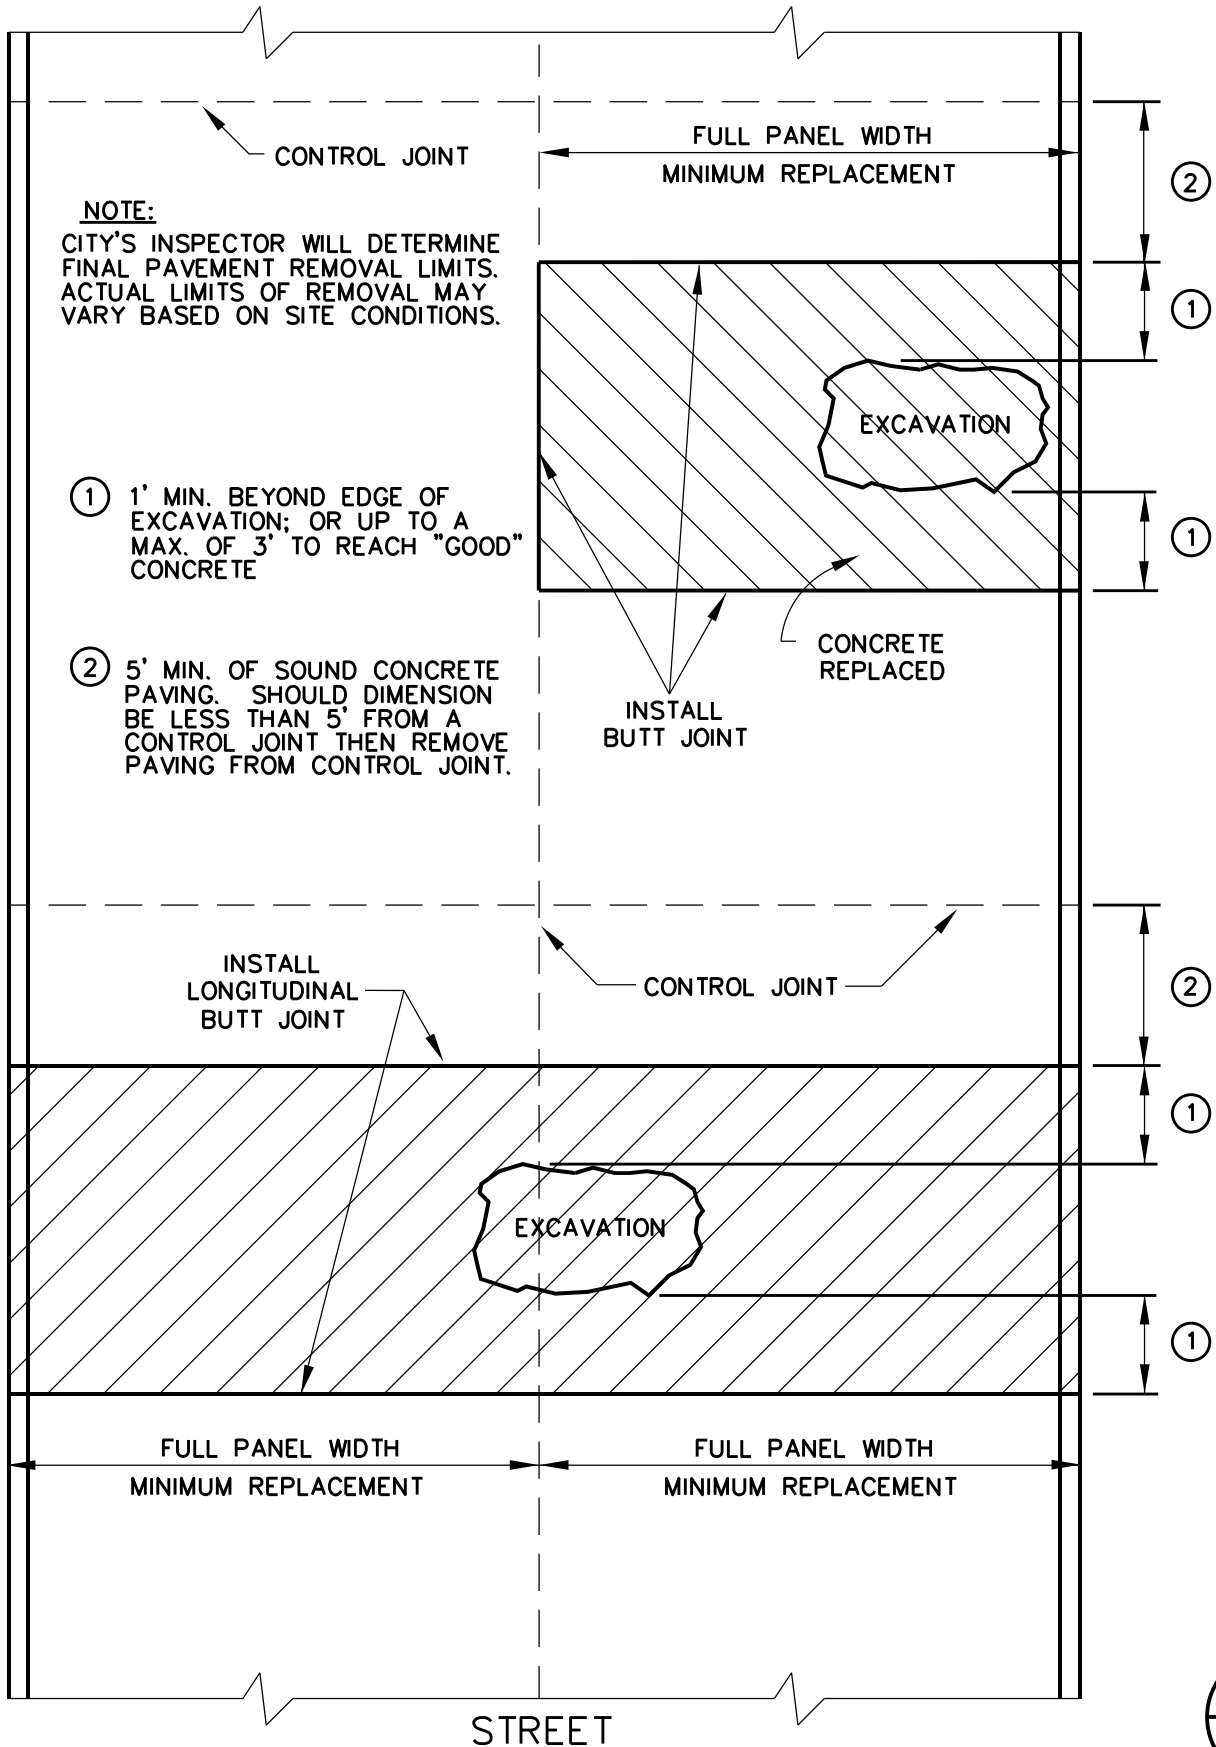 CONTROL JOINT
FULL PANEL WIDTH
MINIMUM REPLACEMENT
2
NOTE:
CITY'S INSPECTOR WILL DETERMINE
FINAL PAVEMENT REMOVAL LIMITS.
ACTUAL LIMITS OF REMOVAL MAY
VARY BASED ON SITE CONDITIONS.
1
EXCAVATION
1 1' MIN. BEYOND EDGE OF
EXCAVATION; OR UP TO A
MAX. OF 3' TO REACH "GOOD"
CONCRETE
1
2 5' MIN. OF SOUND CONCRETE
PAVING. SHOULD DIMENSION
BE LESS THAN 5' FROM A
CONTROL JOINT THEN REMOVE
PAVING FROM CONTROL JOINT.
CONCRETE
REPLACED
INSTALL
BUTT JOINT
INSTALL
LONGITUDINAL
BUTT JOINT
CONTROL JOINT
2
1
EXCAVATION
1
FULL PANEL WIDTH
MINIMUM REPLACEMENT
FULL PANEL WIDTH
MINIMUM REPLACEMENT
STREET